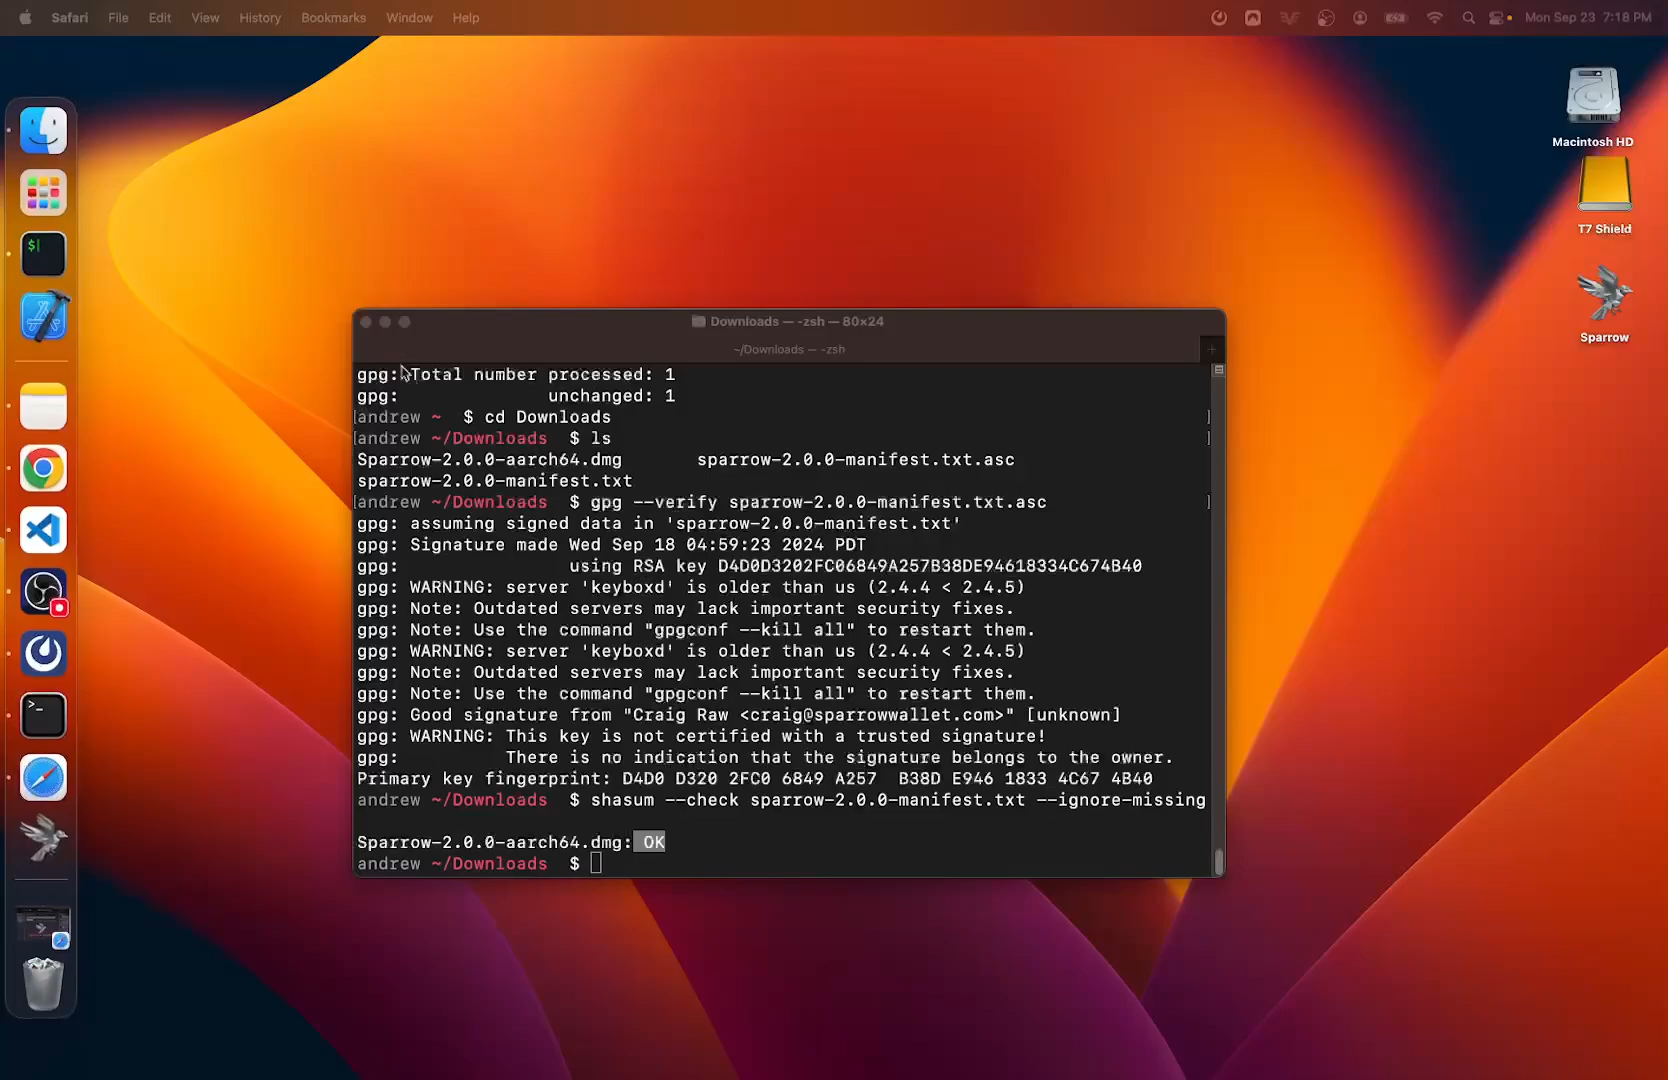 Safari File Edit View History Bookmarks Window Help Mon Sep 23 7:18 PM
Macintosh HD
T7 Shield
Sparrow
Downloads — -zsh — 80×24
~/Downloads — -zsh
gpg: Total number processed: 1
gpg: unchanged: 1
[andrew ~ $ cd Downloads ]
[andrew ~/Downloads $ ls ]
Sparrow-2.0.0-aarch64.dmg sparrow-2.0.0-manifest.txt.asc
sparrow-2.0.0-manifest.txt
[andrew ~/Downloads $ gpg --verify sparrow-2.0.0-manifest.txt.asc ]
gpg: assuming signed data in 'sparrow-2.0.0-manifest.txt'
gpg: Signature made Wed Sep 18 04:59:23 2024 PDT
gpg: using RSA key D4D0D3202FC06849A257B38DE94618334C674B40
gpg: WARNING: server 'keyboxd' is older than us (2.4.4 < 2.4.5)
gpg: Note: Outdated servers may lack important security fixes.
gpg: Note: Use the command "gpgconf --kill all" to restart them.
gpg: WARNING: server 'keyboxd' is older than us (2.4.4 < 2.4.5)
gpg: Note: Outdated servers may lack important security fixes.
gpg: Note: Use the command "gpgconf --kill all" to restart them.
gpg: Good signature from "Craig Raw <craig@sparrowwallet.com>" [unknown]
gpg: WARNING: This key is not certified with a trusted signature!
gpg: There is no indication that the signature belongs to the owner.
Primary key fingerprint: D4D0 D320 2FC0 6849 A257 B38D E946 1833 4C67 4B40
andrew ~/Downloads $ shasum --check sparrow-2.0.0-manifest.txt --ignore-missing
Sparrow-2.0.0-aarch64.dmg: OK
andrew ~/Downloads $